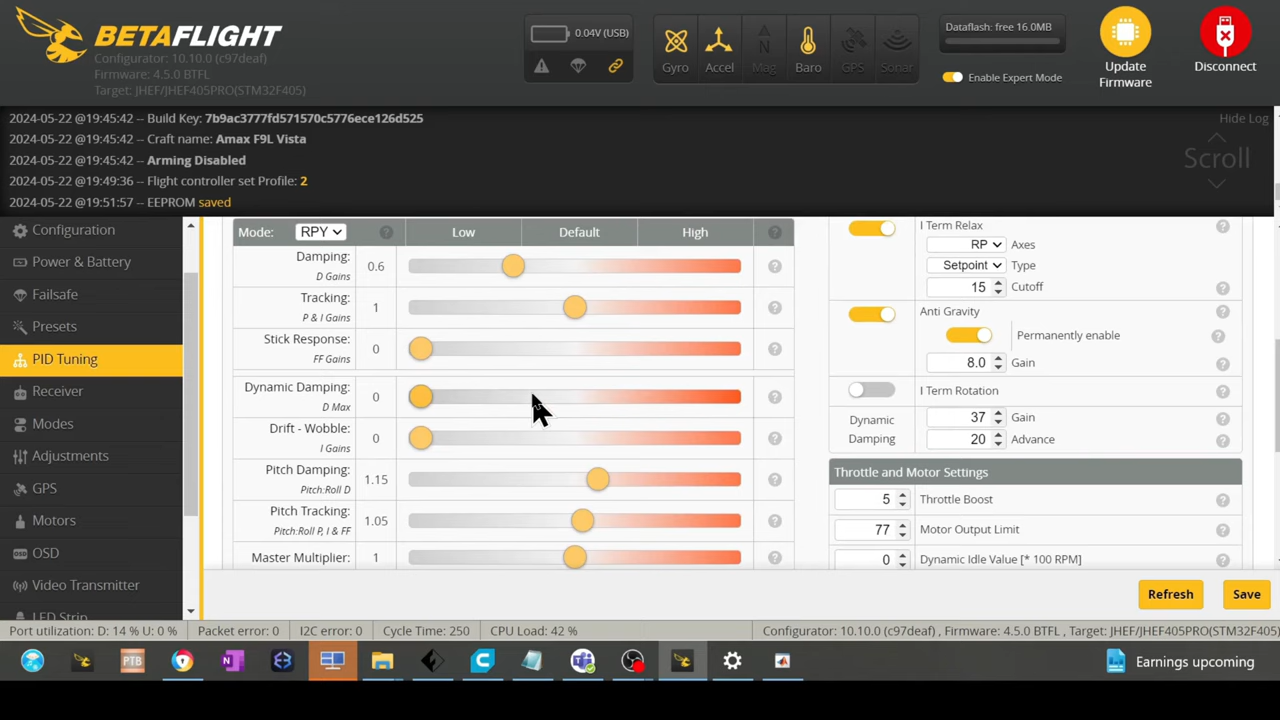 BETAFLIGHT
Configurator: 10.10.0 (c97deaf)
Firmware: 4.5.0 BTFL
Target: JHEF/JHEF405PRO(STM32F405)
0.04V (USB)
Gyro
Accel
Mag
Baro
GPS
Sonar
Dataflash: free 16.0MB
Enable Expert Mode
Update
Firmware
Disconnect
2024-05-22 @19:45:42 -- Build Key: 7b9ac3777fd571570c5776ece126d525
2024-05-22 @19:45:42 -- Craft name: Amax F9L Vista
2024-05-22 @19:45:42 -- Arming Disabled
2024-05-22 @19:49:36 -- Flight controller set Profile: 2
2024-05-22 @19:51:57 -- EEPROM saved
Hide Log
Scroll
Configuration
Power & Battery
Failsafe
Presets
PID Tuning
Receiver
Modes
Adjustments
GPS
Motors
OSD
Video Transmitter
LED Strip
Mode: RPY Low Default High
Damping: 0.6
D Gains
Tracking: 1
P & I Gains
Stick Response: 0
FF Gains
Dynamic Damping: 0
D Max
Drift - Wobble: 0
I Gains
Pitch Damping: 1.15
Pitch:Roll D
Pitch Tracking: 1.05
Pitch:Roll P, I & FF
Master Multiplier: 1
I Term Relax
RP Axes
Setpoint Type
15 Cutoff
Anti Gravity
Permanently enable
8.0 Gain
I Term Rotation
Dynamic
Damping
37 Gain
20 Advance
Throttle and Motor Settings
5 Throttle Boost
77 Motor Output Limit
0 Dynamic Idle Value [* 100 RPM]
Refresh
Save
Port utilization: D: 14 % U: 0 % Packet error: 0 I2C error: 0 Cycle Time: 250 CPU Load: 42 % Configurator: 10.10.0 (c97deaf) , Firmware: 4.5.0 BTFL , Target: JHEF/JHEF405PRO(STM32F405)
PTB
Earnings upcoming